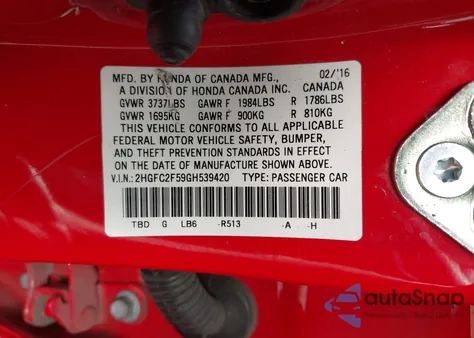 MFD. BY HONDA OF CANADA MFG., 02/'16
A DIVISION OF HONDA CANADA INC. CANADA
GVWR 3737LBS GAWR F 1984LBS R 1786LBS
GVWR 1695KG GAWR F 900KG R 810KG
THIS VEHICLE CONFORMS TO ALL APPLICABLE
FEDERAL MOTOR VEHICLE SAFETY, BUMPER,
AND THEFT PREVENTION STANDARDS IN EFFECT
ON THE DATE OF MANUFACTURE SHOWN ABOVE.
V.I.N.: 2HGFC2F59GH539420 TYPE: PASSENGER CAR
TBD G LB6 -R513 -A -H
autoSnap